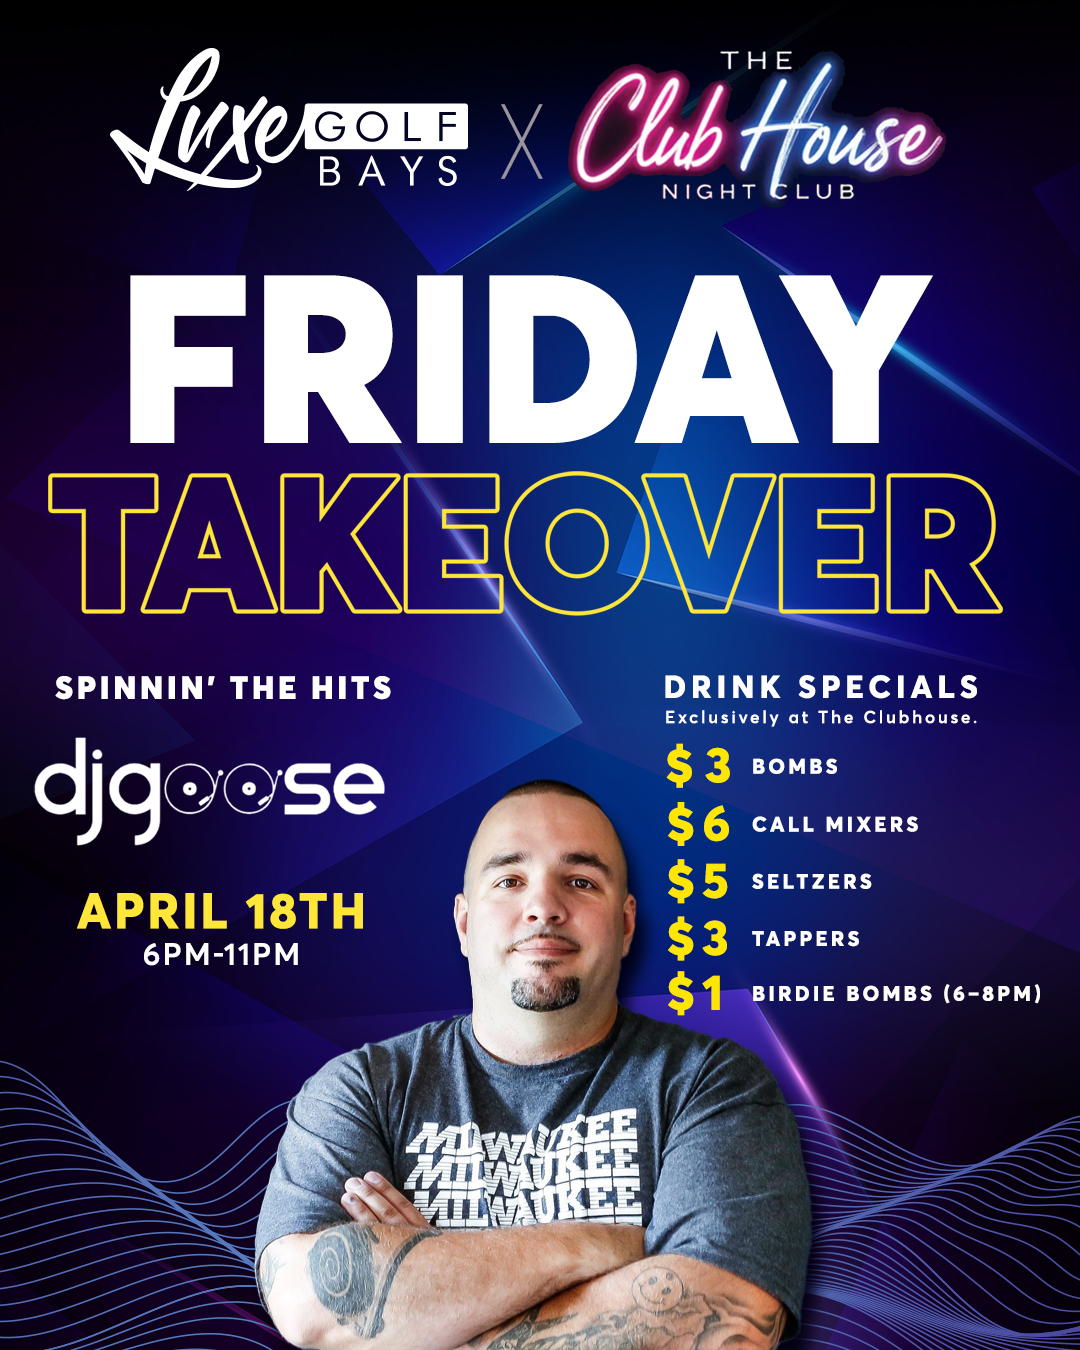 Luxe GOLF
BAYS
X
THE
Club House
NIGHT CLUB
FRIDAY
TAKEOVER
SPINNIN' THE HITS
djgoose
APRIL 18TH
6PM-11PM
DRINK SPECIALS
Exclusively at The Clubhouse.
$3 BOMBS
$6 CALL MIXERS
$5 SELTZERS
$3 TAPPERS
$1 BIRDIE BOMBS (6-8PM)
MILWAUKEE
MILWAUKEE
MILWAUKEE